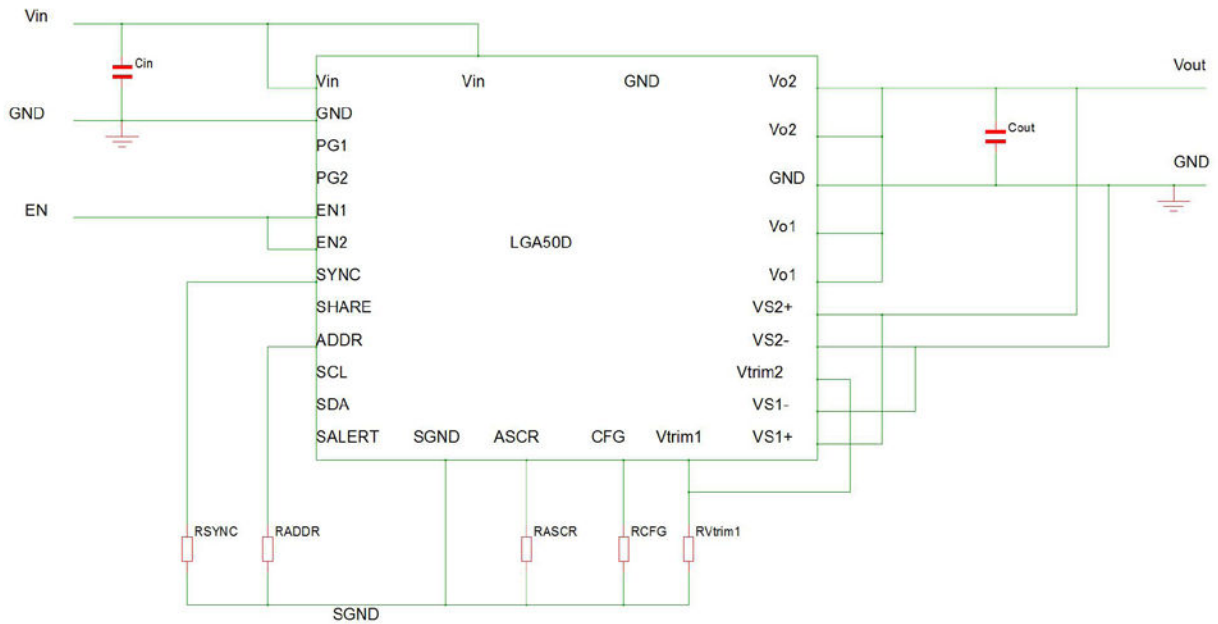 Vin
Cin
Vin Vin GND Vo2
Vout
GND
GND
Vo2
Cout
PG1
PG2
GND
GND
EN
EN1
Vo1
EN2
LGA50D
SYNC
Vo1
SHARE
VS2+
ADDR
VS2-
SCL
Vtrim2
SDA
VS1-
SALERT SGND ASCR CFG Vtrim1 VS1+
RSYNC RADDR RASCR RCFG RVtrim1
SGND